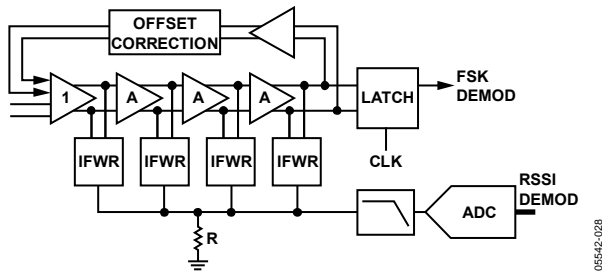 OFFSET
CORRECTION
1
A
A
A
LATCH
FSK
DEMOD
IFWR
IFWR
IFWR
IFWR
CLK
RSSI
DEMOD
ADC
R
05542-028